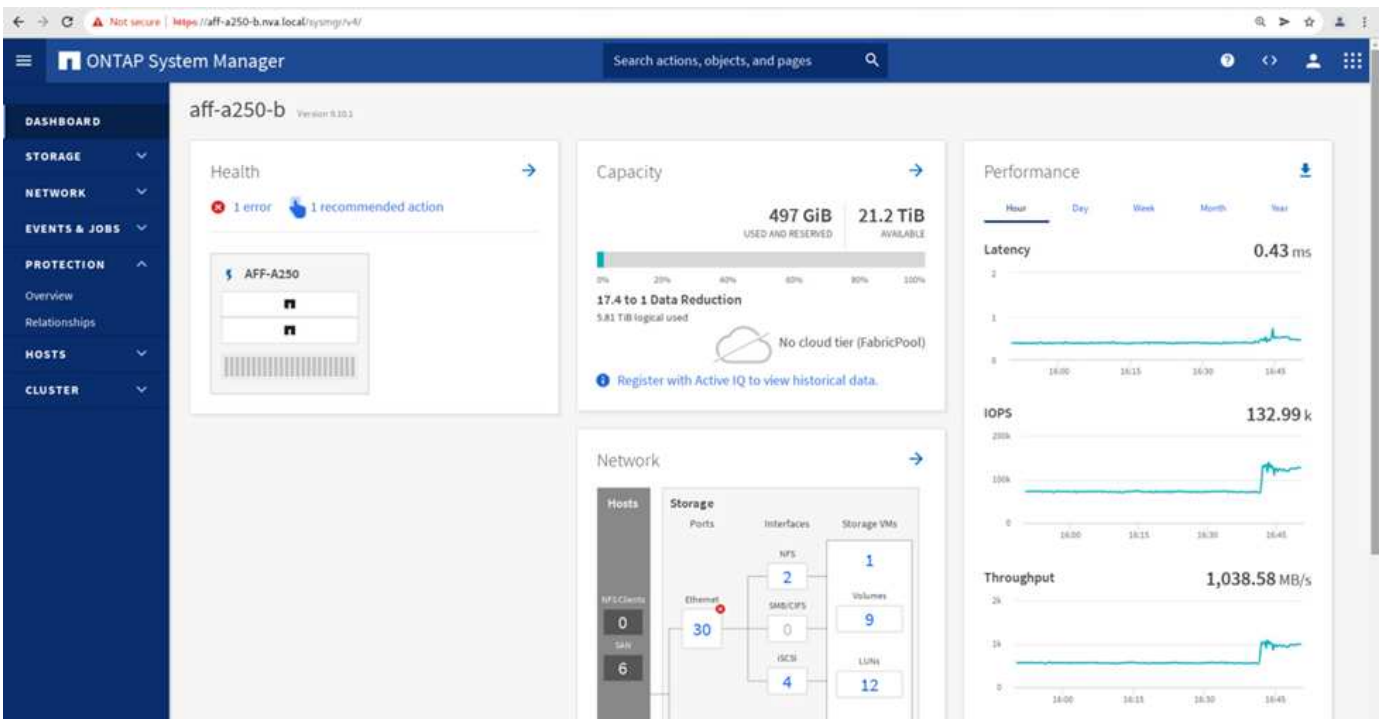 Not secure | https://aff-a250-b.nva.local/sysmgr/v4/
ONTAP System Manager
Search actions, objects, and pages
DASHBOARD
STORAGE
NETWORK
EVENTS & JOBS
PROTECTION
Overview
Relationships
HOSTS
CLUSTER
aff-a250-b Version 9.10.1
Health
1 error 1 recommended action
AFF-A250
Capacity
497 GiB 21.2 TiB
USED AND RESERVED AVAILABLE
0% 20% 40% 60% 80% 100%
17.4 to 1 Data Reduction
5.81 TiB logical used
No cloud tier (FabricPool)
Register with Active IQ to view historical data.
Network
Hosts
Storage
Ports Interfaces Storage VMs
NFS
2
1
NFS Clients
0
Ethernet
30
SMB/CIFS
0
Volumes
9
SAN
6
iSCSI
4
LUNs
12
Performance
Hour Day Week Month Year
Latency 0.43 ms
2
1
0
16:00 16:15 16:30 16:45
IOPS 132.99 k
200k
100k
0
16:00 16:15 16:30 16:45
Throughput 1,038.58 MB/s
2k
1k
0
16:00 16:15 16:30 16:45